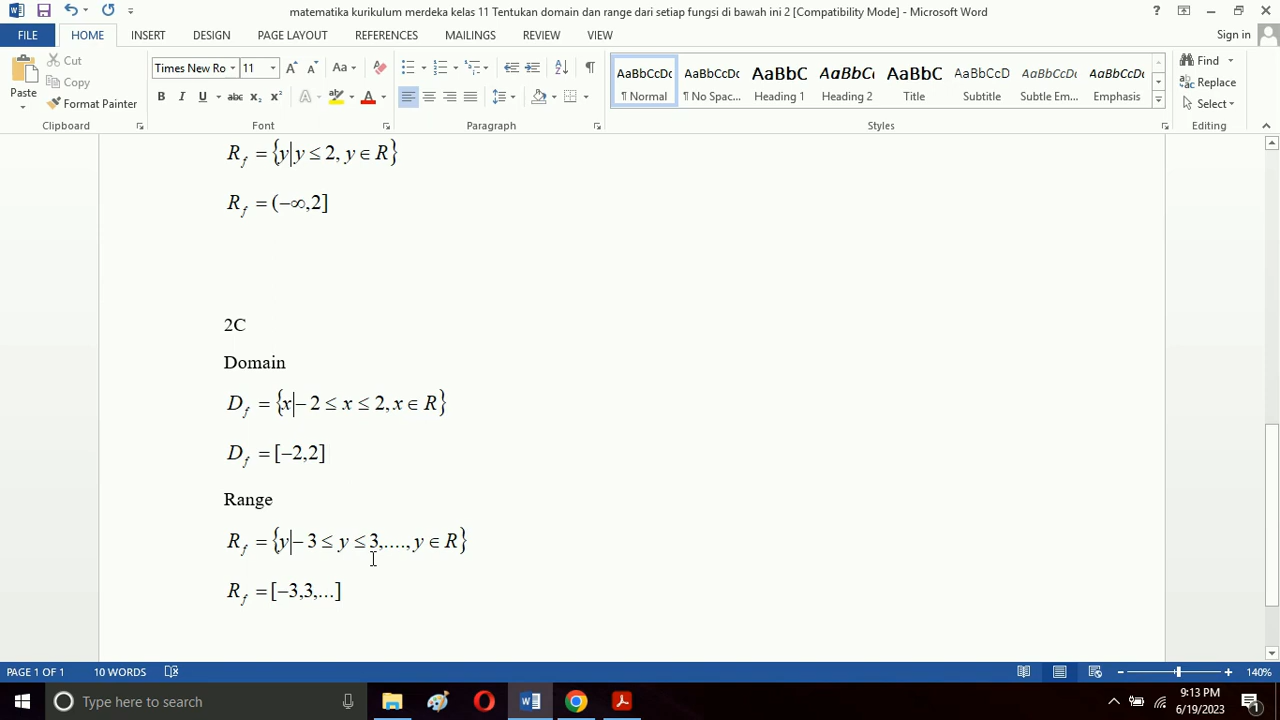 matematika kurikulum merdeka kelas 11 Tentukan domain dan range dari setiap fungsi di bawah ini 2 [Compatibility Mode] - Microsoft Word
FILE HOME INSERT DESIGN PAGE LAYOUT REFERENCES MAILINGS REVIEW VIEW Sign in
Paste Cut Copy Format Painter
Times New Ro 11
AaBbCcDc AaBbCcDc AaBbC AaBbC AaBbC AaBbCcD AaBbCcDc AaBbCcDc
¶ Normal ¶ No Spac... Heading 1 Heading 2 Title Subtitle Subtle Em... Emphasis
Find Replace Select
Clipboard Font Paragraph Styles Editing
R_f = {y|y ≤ 2, y ∈ R}
R_f = (−∞,2]
2C
Domain
D_f = {x|− 2 ≤ x ≤ 2, x ∈ R}
D_f = [−2,2]
Range
R_f = {y|− 3 ≤ y ≤ 3,...., y ∈ R}
R_f = [−3,3,...]
PAGE 1 OF 1 10 WORDS 140%
Type here to search
9:13 PM
6/19/2023